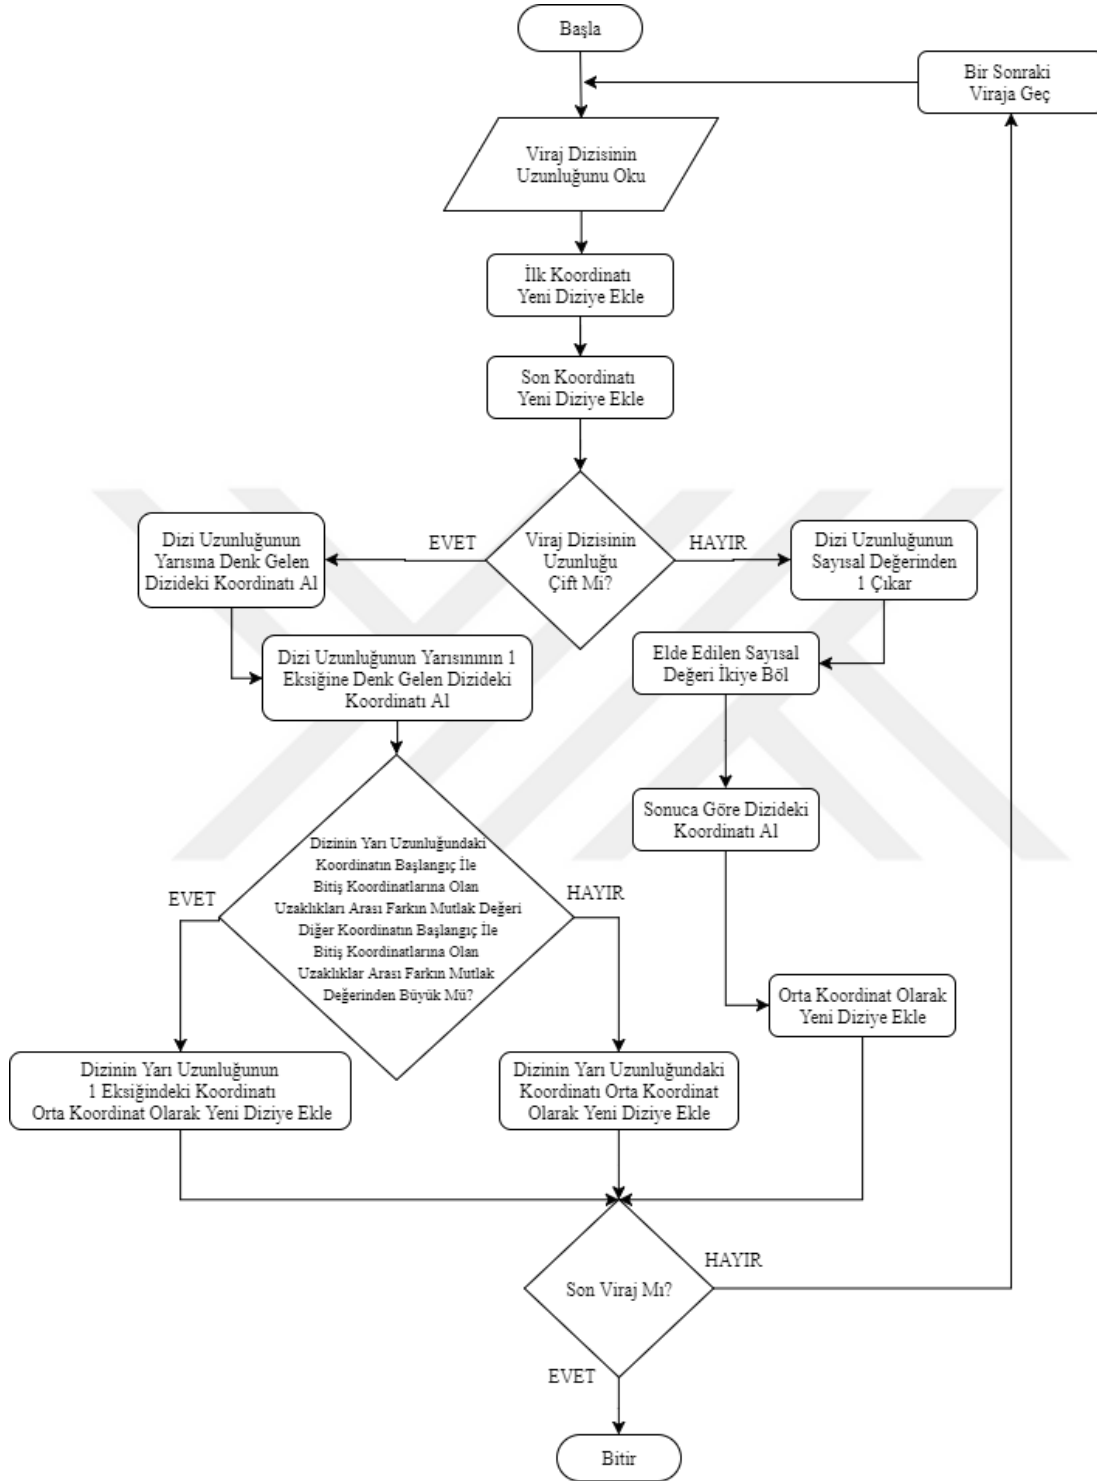 Başla
Bir Sonraki
Viraja Geç
Viraj Dizisinin
Uzunluğunu Oku
İlk Koordinatı
Yeni Diziye Ekle
Son Koordinatı
Yeni Diziye Ekle
Viraj Dizisinin
Uzunluğu
Çift Mi?
EVET
HAYIR
Dizi Uzunluğunun
Yarısına Denk Gelen
Dizideki Koordinatı Al
Dizi Uzunluğunun
Sayısal Değerinden
1 Çıkar
Dizi Uzunluğunun Yarısınının 1
Eksiğine Denk Gelen Dizideki
Koordinatı Al
Elde Edilen Sayısal
Değeri İkiye Böl
Sonuca Göre Dizideki
Koordinatı Al
Dizinin Yarı Uzunluğundaki
Koordinatın Başlangıç İle
Bitiş Koordinatlarına Olan
Uzaklıkları Arası Farkın Mutlak Değeri
Diğer Koordinatın Başlangıç İle
Bitiş Koordinatlarına Olan
Uzaklıklar Arası Farkın Mutlak
Değerinden Büyük Mü?
EVET
HAYIR
Orta Koordinat Olarak
Yeni Diziye Ekle
Dizinin Yarı Uzunluğunun
1 Eksiğindeki Koordinatı
Orta Koordinat Olarak Yeni Diziye Ekle
Dizinin Yarı Uzunluğundaki
Koordinatı Orta Koordinat
Olarak Yeni Diziye Ekle
Son Viraj Mı?
HAYIR
EVET
Bitir